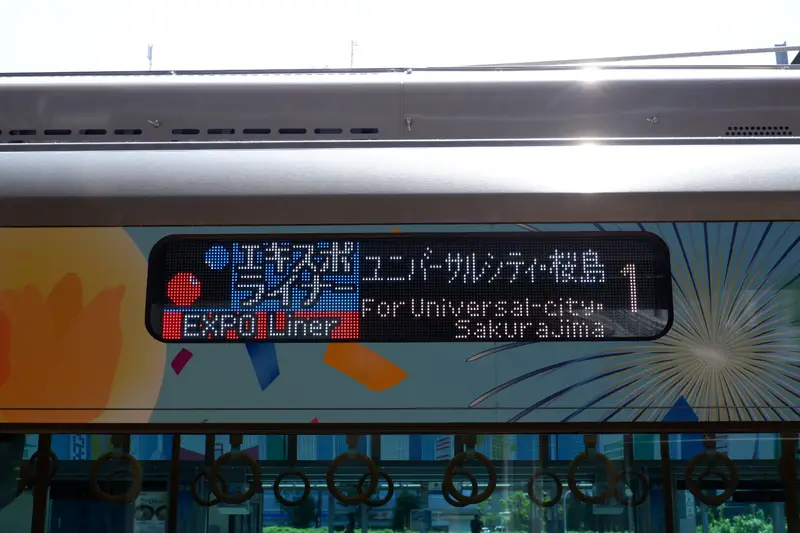 エキスポ
ライナー
EXPO Liner
ユニバーサルシティ・桜島
For Universal-city・
Sakurajima
1